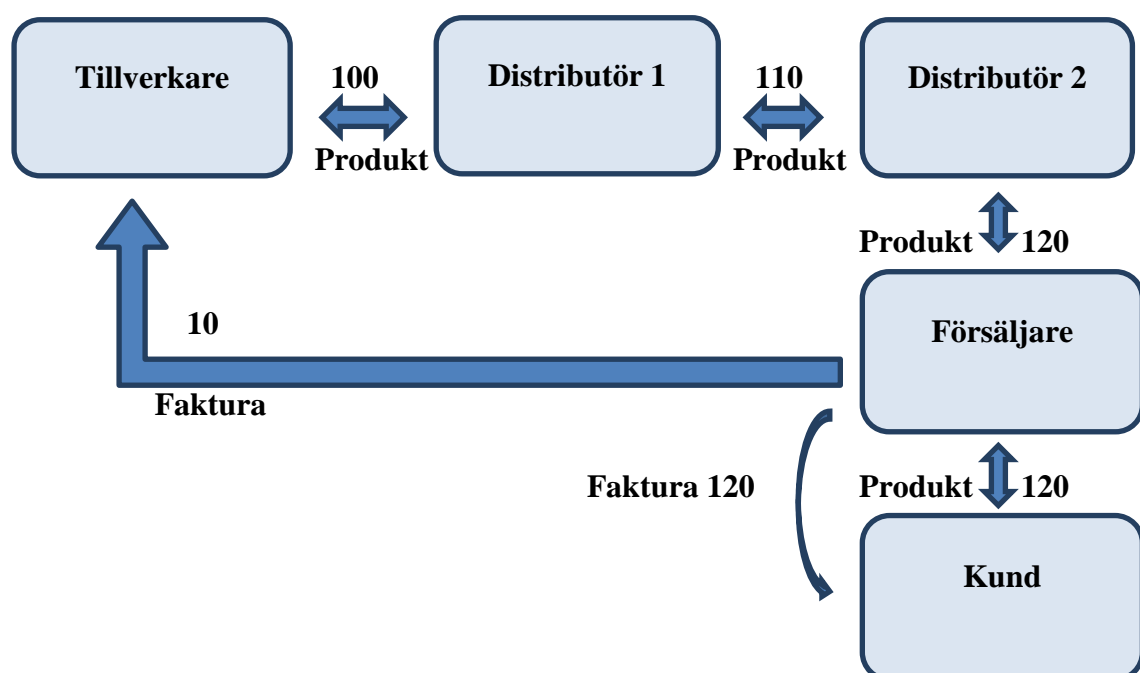 Tillverkare
100
Produkt
Distributör 1
110
Produkt
Distributör 2
Produkt 120
Försäljare
10
Faktura
Faktura 120
Produkt 120
Kund